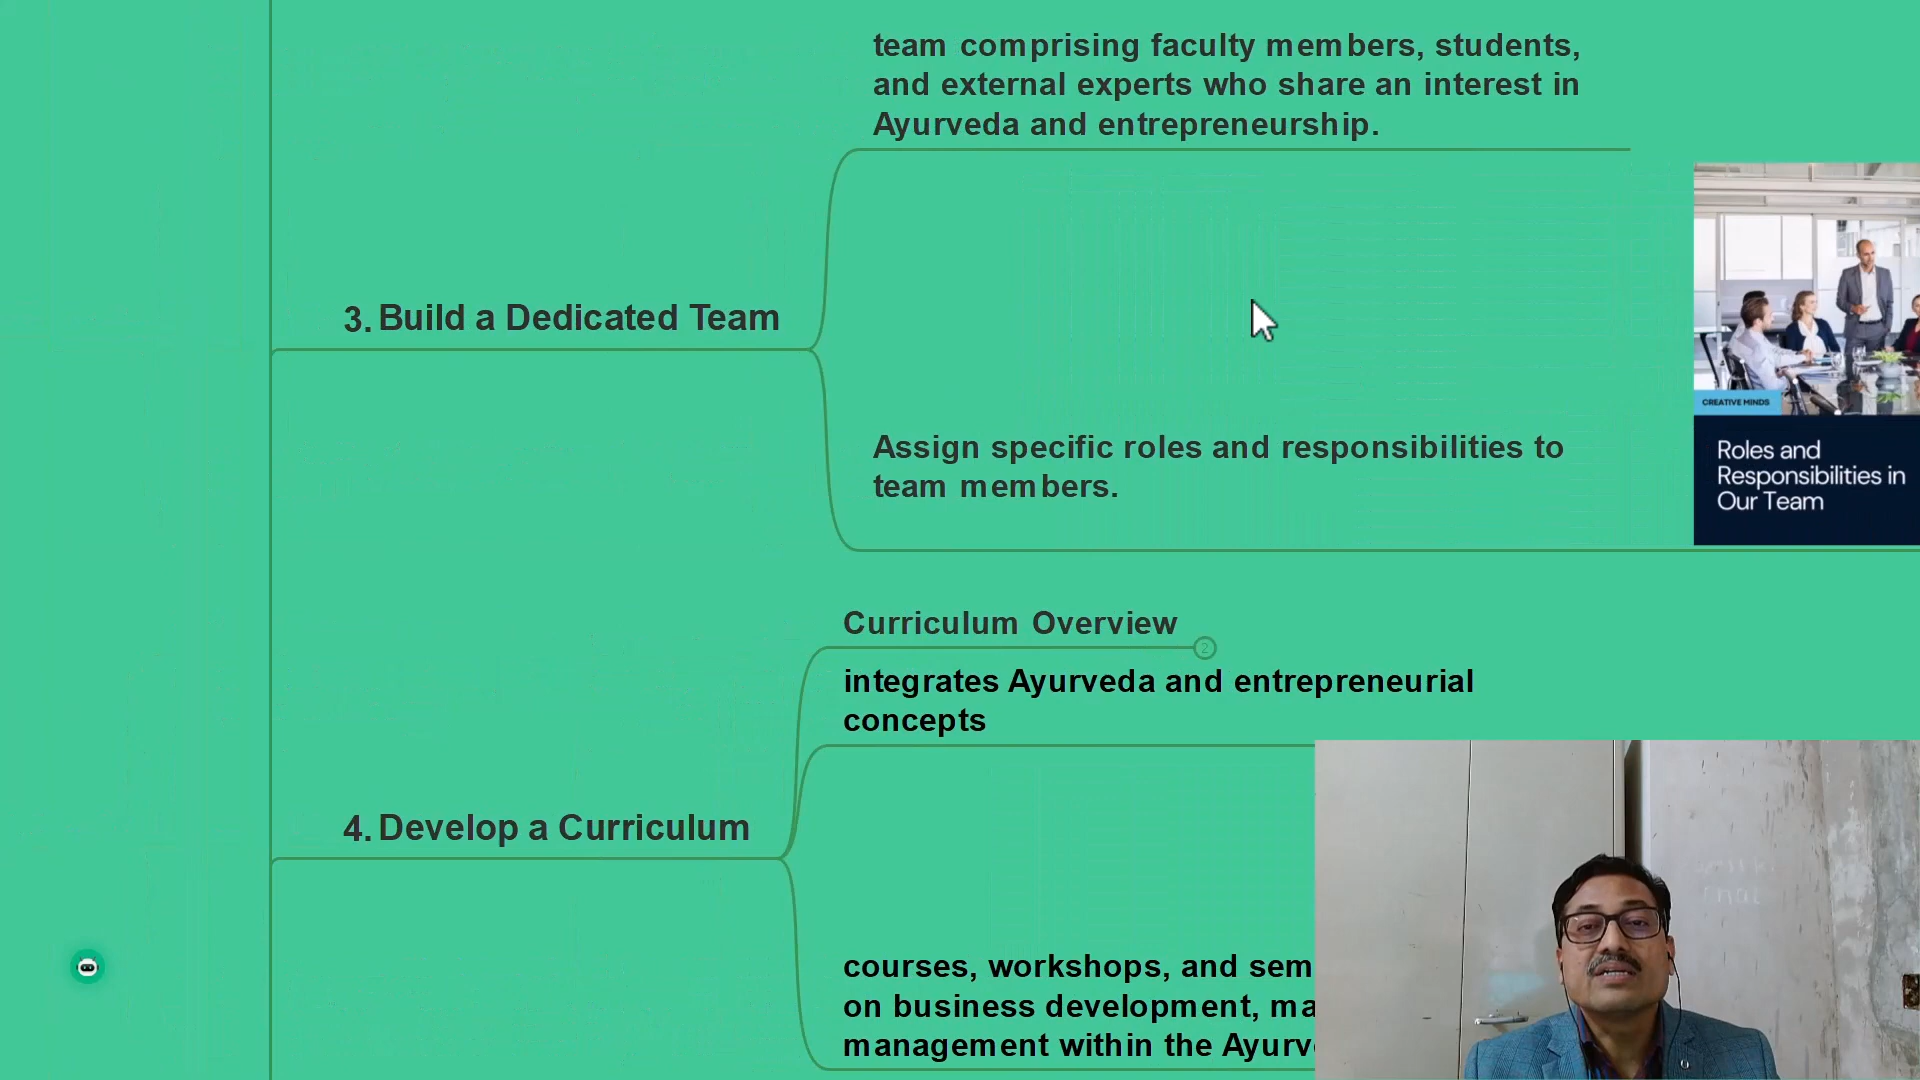 team comprising faculty members, students,
and external experts who share an interest in
Ayurveda and entrepreneurship.
3. Build a Dedicated Team
CREATIVE MINDS
Assign specific roles and responsibilities to
team members.
Roles and
Responsibilities in
Our Team
Curriculum Overview
2
integrates Ayurveda and entrepreneurial
concepts
4. Develop a Curriculum
courses, workshops, and sem
on business development, ma
management within the Ayurv